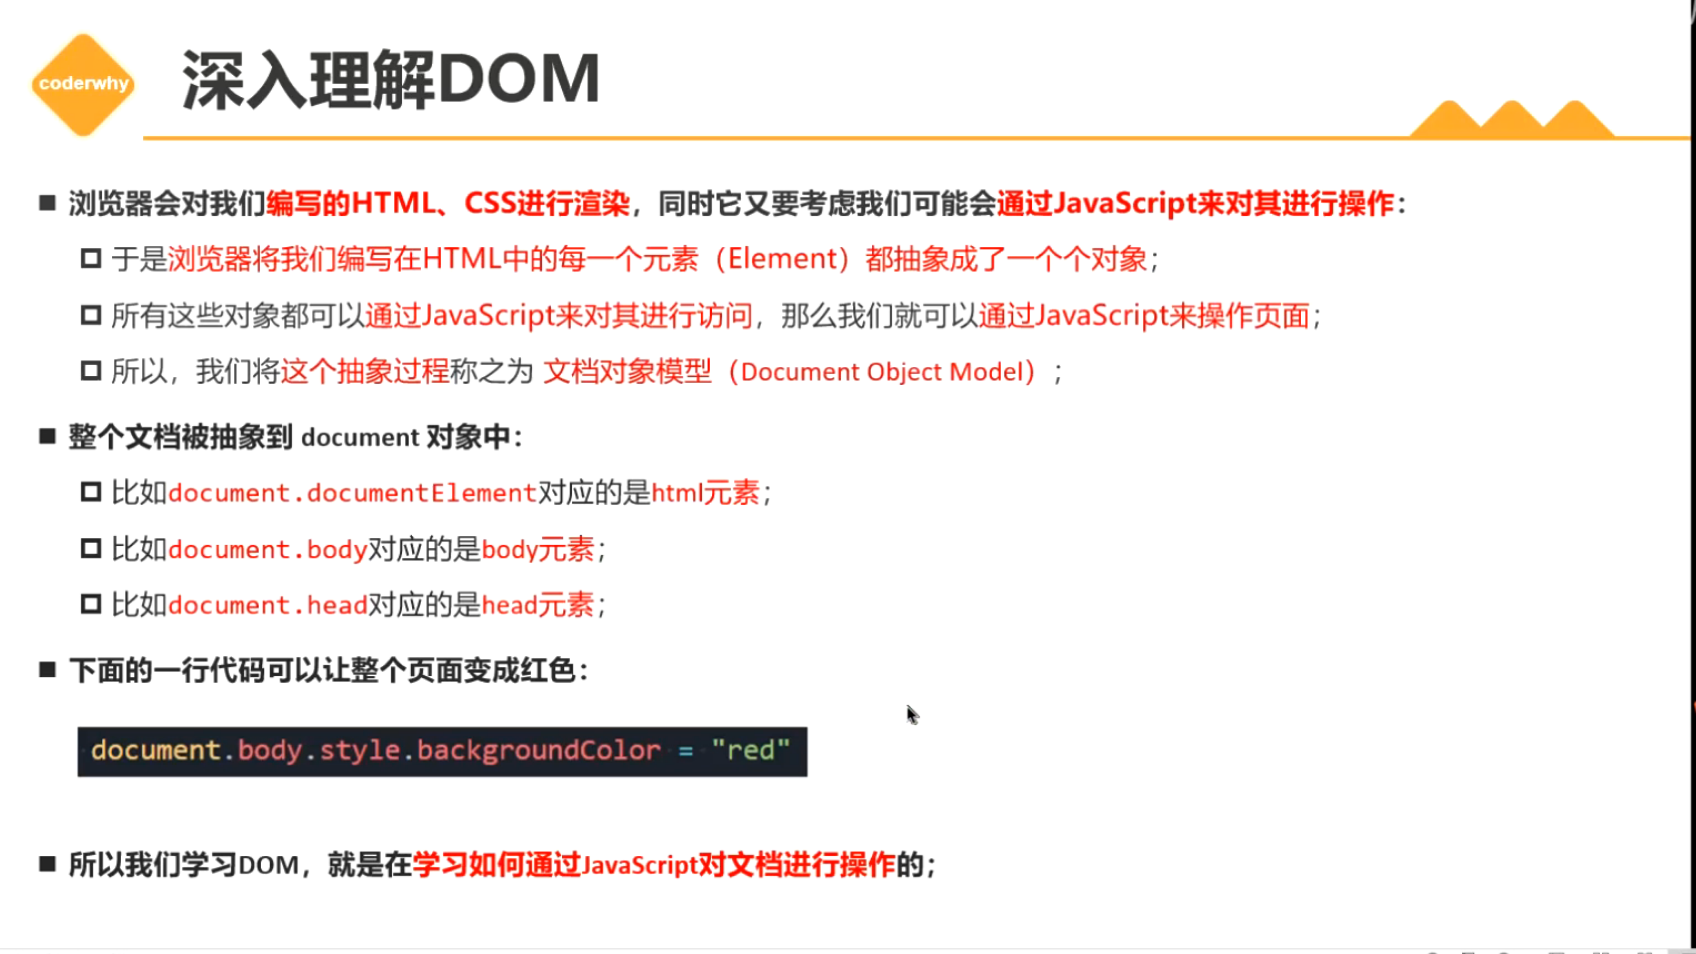 coderwhy
深入理解DOM
浏览器会对我们编写的HTML、CSS进行渲染，同时它又要考虑我们可能会通过JavaScript来对其进行操作：
于是浏览器将我们编写在HTML中的每一个元素（Element）都抽象成了一个个对象；
所有这些对象都可以通过JavaScript来对其进行访问，那么我们就可以通过JavaScript来操作页面；
所以，我们将这个抽象过程称之为 文档对象模型（Document Object Model）；
整个文档被抽象到 document 对象中：
比如document.documentElement对应的是html元素；
比如document.body对应的是body元素；
比如document.head对应的是head元素；
下面的一行代码可以让整个页面变成红色：
document.body.style.backgroundColor = "red"
所以我们学习DOM，就是在学习如何通过JavaScript对文档进行操作的；